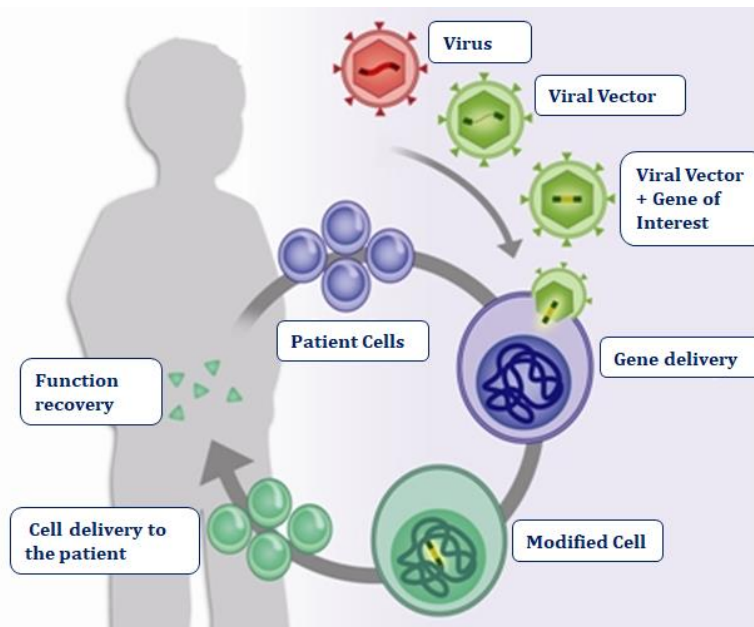 Virus
Viral Vector
Viral Vector
+ Gene of
Interest
Patient Cells
Gene delivery
Function
recovery
Cell delivery to
the patient
Modified Cell